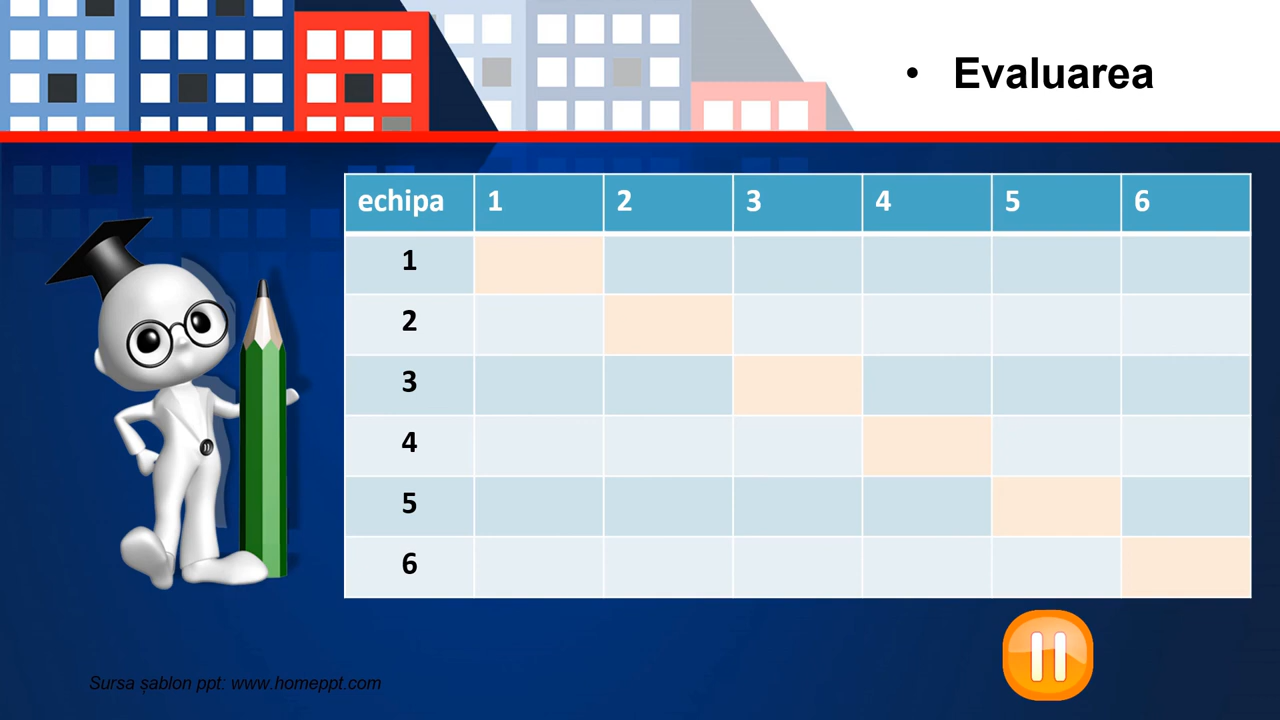 • Evaluarea
echipa 1 2 3 4 5 6
1
2
3
4
5
6
Sursa șablon ppt: www.homeppt.com